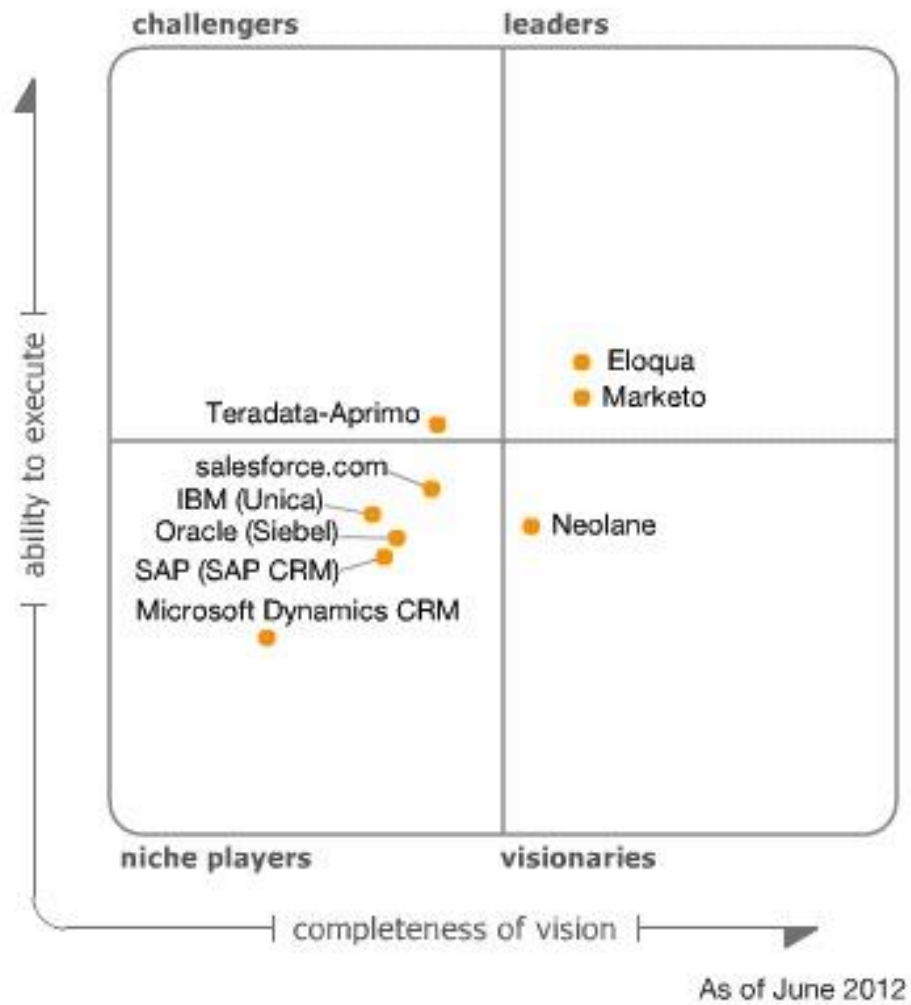 challengers
leaders
ability to execute
Eloqua
Marketo
Teradata-Aprimo
salesforce.com
IBM (Unica)
Oracle (Siebel)
Neolane
SAP (SAP CRM)
Microsoft Dynamics CRM
niche players
visionaries
completeness of vision
As of June 2012